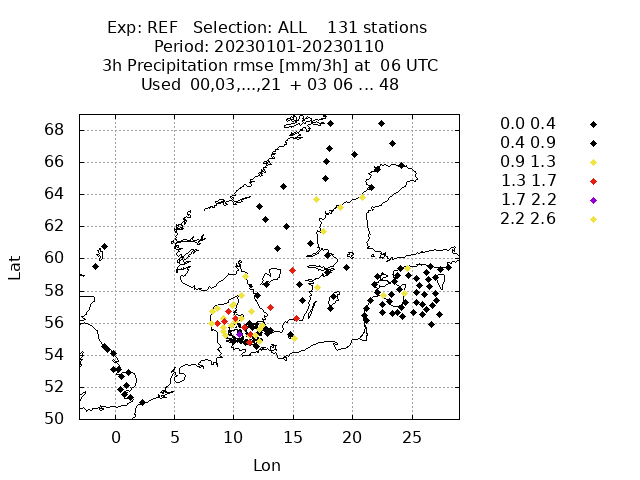 Exp: REF   Selection: ALL    131 stations
Period: 20230101-20230110
3h Precipitation rmse [mm/3h] at  06 UTC
Used  00,03,...,21  + 03 06 ... 48
0.0 0.4
0.4 0.9
0.9 1.3
1.3 1.7
1.7 2.2
2.2 2.6
Lat
68
66
64
62
60
58
56
54
52
50
0 5 10 15 20 25
Lon